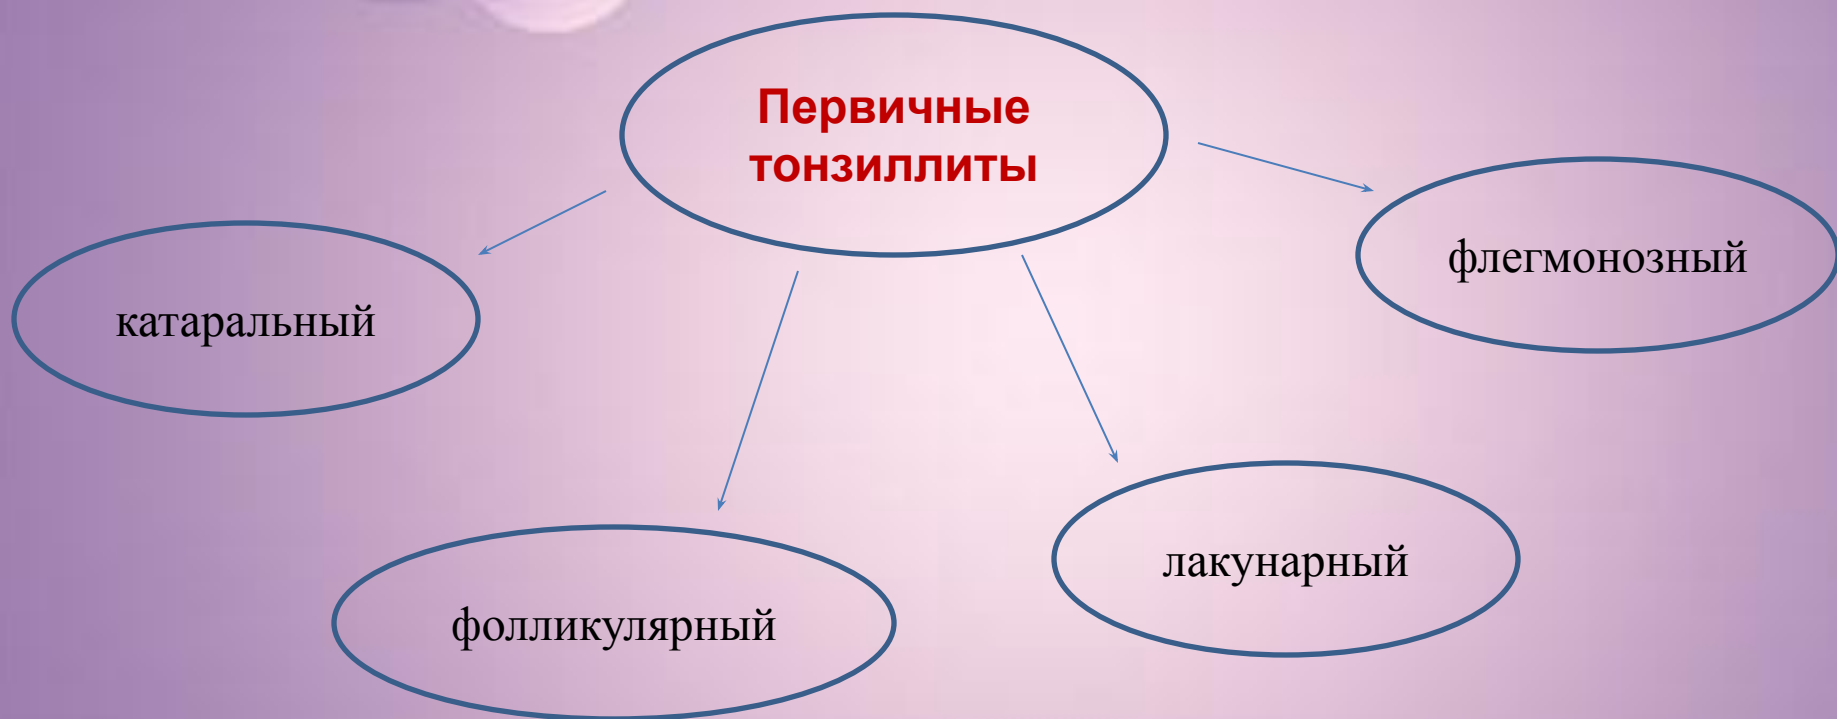 Первичные
тонзиллиты
флегмонозный
катаральный
лакунарный
фолликулярный